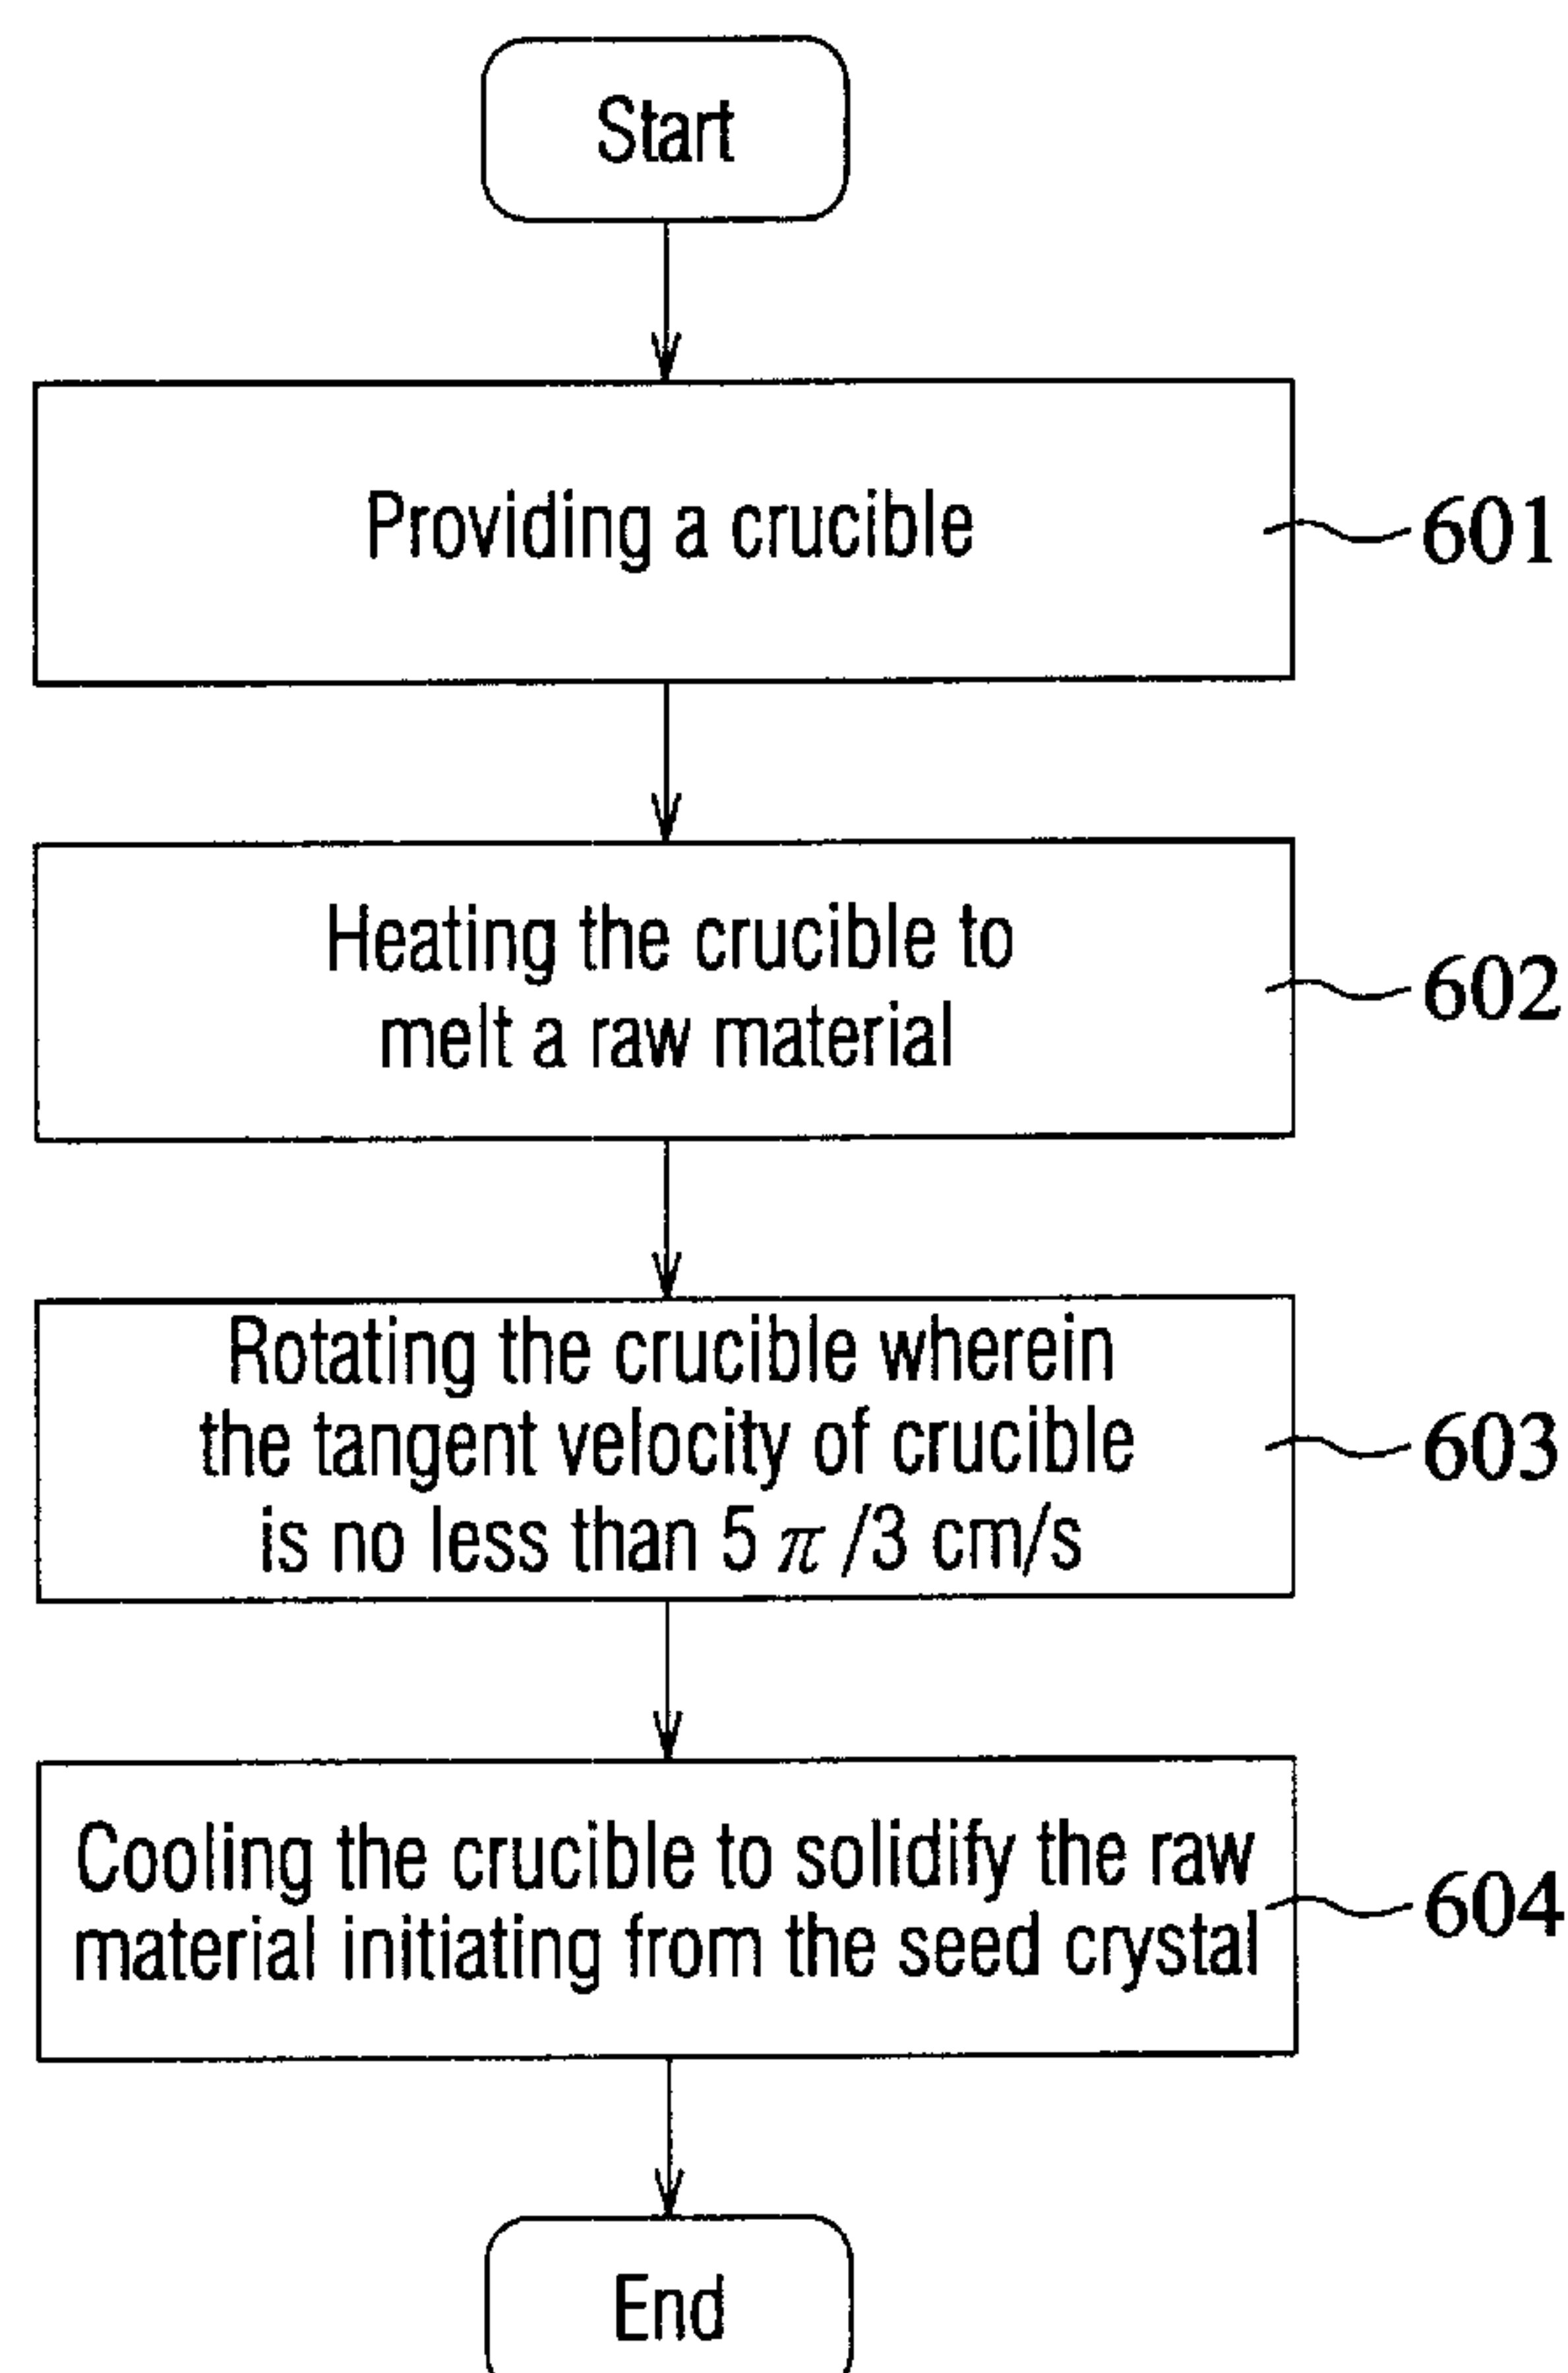 Start
Providing a crucible
601
Heating the crucible to
melt a raw material
602
Rotating the crucible wherein
the tangent velocity of crucible
is no less than 5 π /3 cm/s
603
Cooling the crucible to solidify the raw
material initiating from the seed crystal
604
End